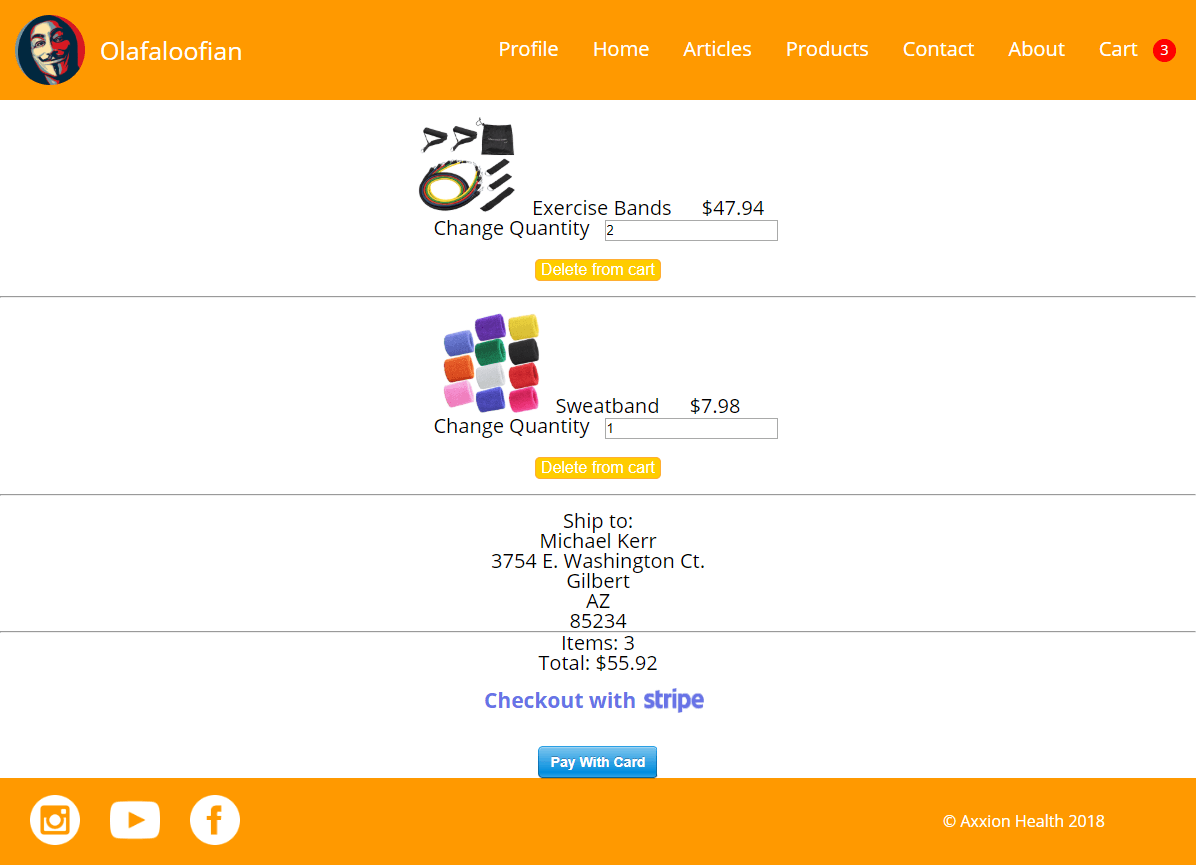 Olafaloofian
Profile Home Articles Products Contact About Cart 3
Exercise Bands $47.94
Change Quantity 2
Delete from cart
Sweatband $7.98
Change Quantity 1
Delete from cart
Ship to:
Michael Kerr
3754 E. Washington Ct.
Gilbert
AZ
85234
Items: 3
Total: $55.92
Checkout with stripe
Pay With Card
© Axxion Health 2018